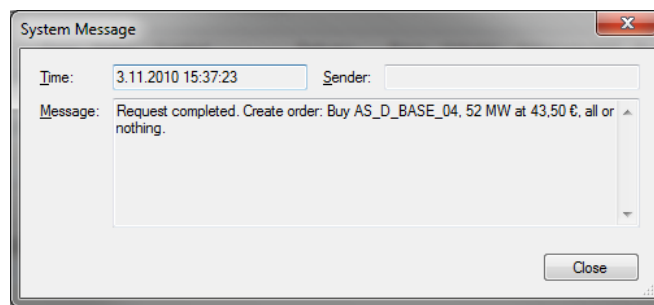 System Message
Time: 3.11.2010 15:37:23 Sender:
Message: Request completed. Create order: Buy AS_D_BASE_04, 52 MW at 43,50 €, all or
nothing.
Close